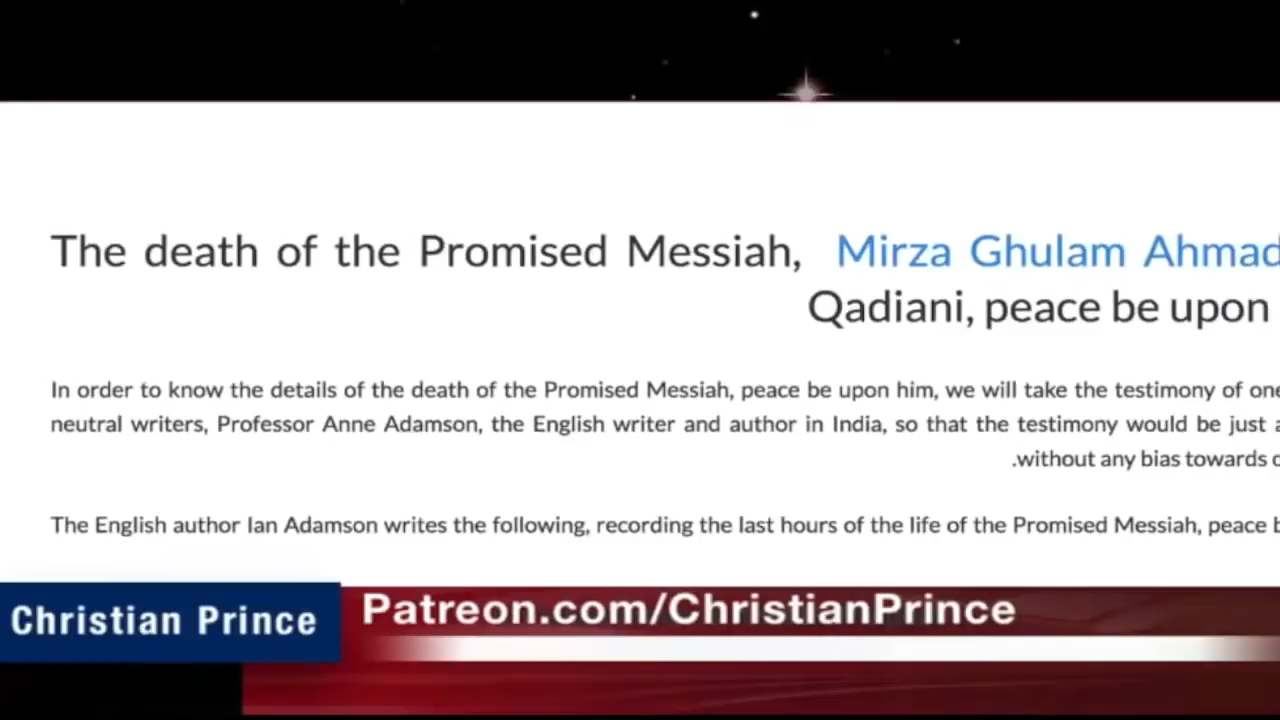 The death of the Promised Messiah, Mirza Ghulam Ahmad
Qadiani, peace be upon
In order to know the details of the death of the Promised Messiah, peace be upon him, we will take the testimony of one
neutral writers, Professor Anne Adamson, the English writer and author in India, so that the testimony would be just
.without any bias towards
The English author Ian Adamson writes the following, recording the last hours of the life of the Promised Messiah, peace
Christian Prince
Patreon.com/ChristianPrince